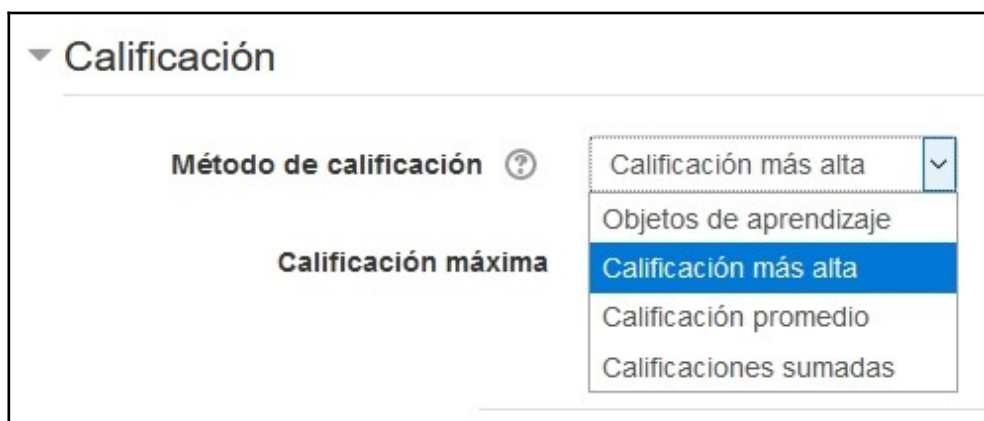 Calificación
Método de calificación
Calificación más alta
Objetos de aprendizaje
Calificación máxima
Calificación más alta
Calificación promedio
Calificaciones sumadas